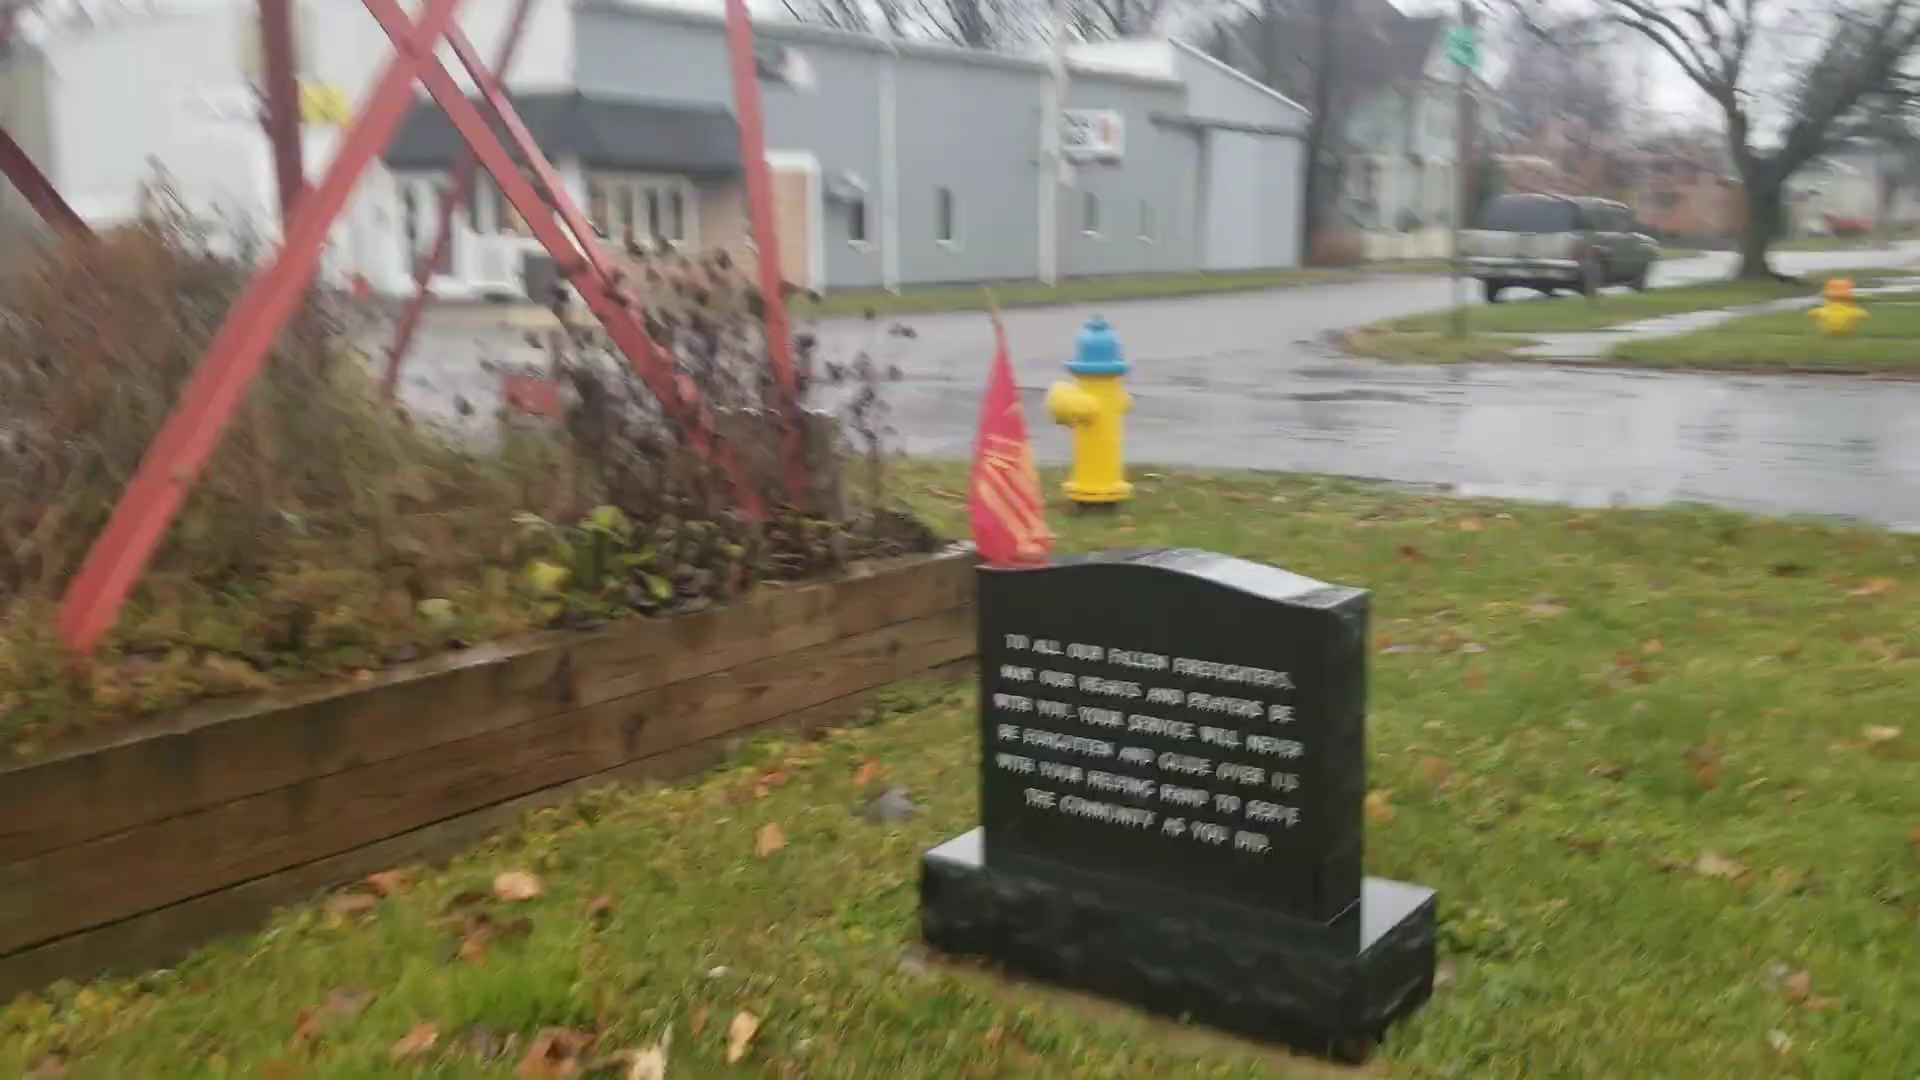 TO ALL OUR FALLEN FIREFIGHTERS,
MAY OUR HEARTS AND PRAYERS BE
WITH YOU. YOUR SERVICE WILL NEVER
BE FORGOTTEN AND GUIDE OVER US
WITH YOUR HELPING HAND TO SERVE
THE COMMUNITY AS YOU DID.